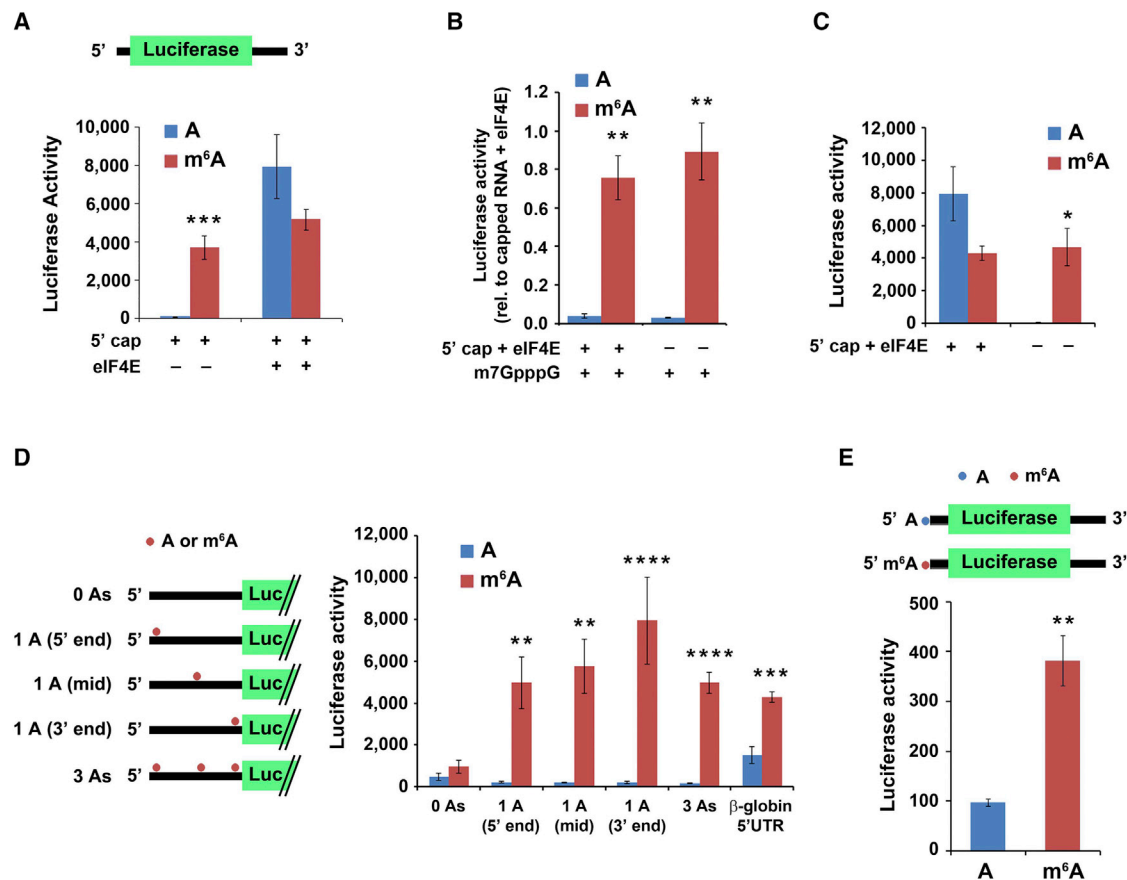 A
5' Luciferase 3'
Luciferase Activity
10,000
8,000
6,000
4,000
2,000
0
A
m⁶A
***
5' cap + + + +
eIF4E – – + +
B
Luciferase activity
(rel. to capped RNA + eIF4E)
1.2
1.0
0.8
0.6
0.4
0.2
0.0
A
m⁶A
**
**
5' cap + eIF4E + + – –
m7GpppG + + + +
C
Luciferase activity
12,000
10,000
8,000
6,000
4,000
2,000
0
A
m⁶A
*
5' cap + eIF4E + + – –
D
A or m⁶A
0 As 5' Luc
1 A (5' end) 5' Luc
1 A (mid) 5' Luc
1 A (3' end) 5' Luc
3 As 5' Luc
Luciferase activity
12,000
10,000
8,000
6,000
4,000
2,000
0
A
m⁶A
** ** **** **** ***
0 As 1 A 1 A 1 A 3 As β-globin
(5' end) (mid) (3' end) 5'UTR
E
A m⁶A
5' A Luciferase 3'
5' m⁶A Luciferase 3'
Luciferase activity
500
400
300
200
100
0
**
A m⁶A